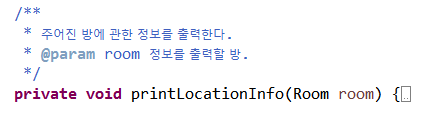 /**
 * 주어진 방에 관한 정보를 출력한다.
 * @param room 정보를 출력할 방.
 */
private void printLocationInfo(Room room) {